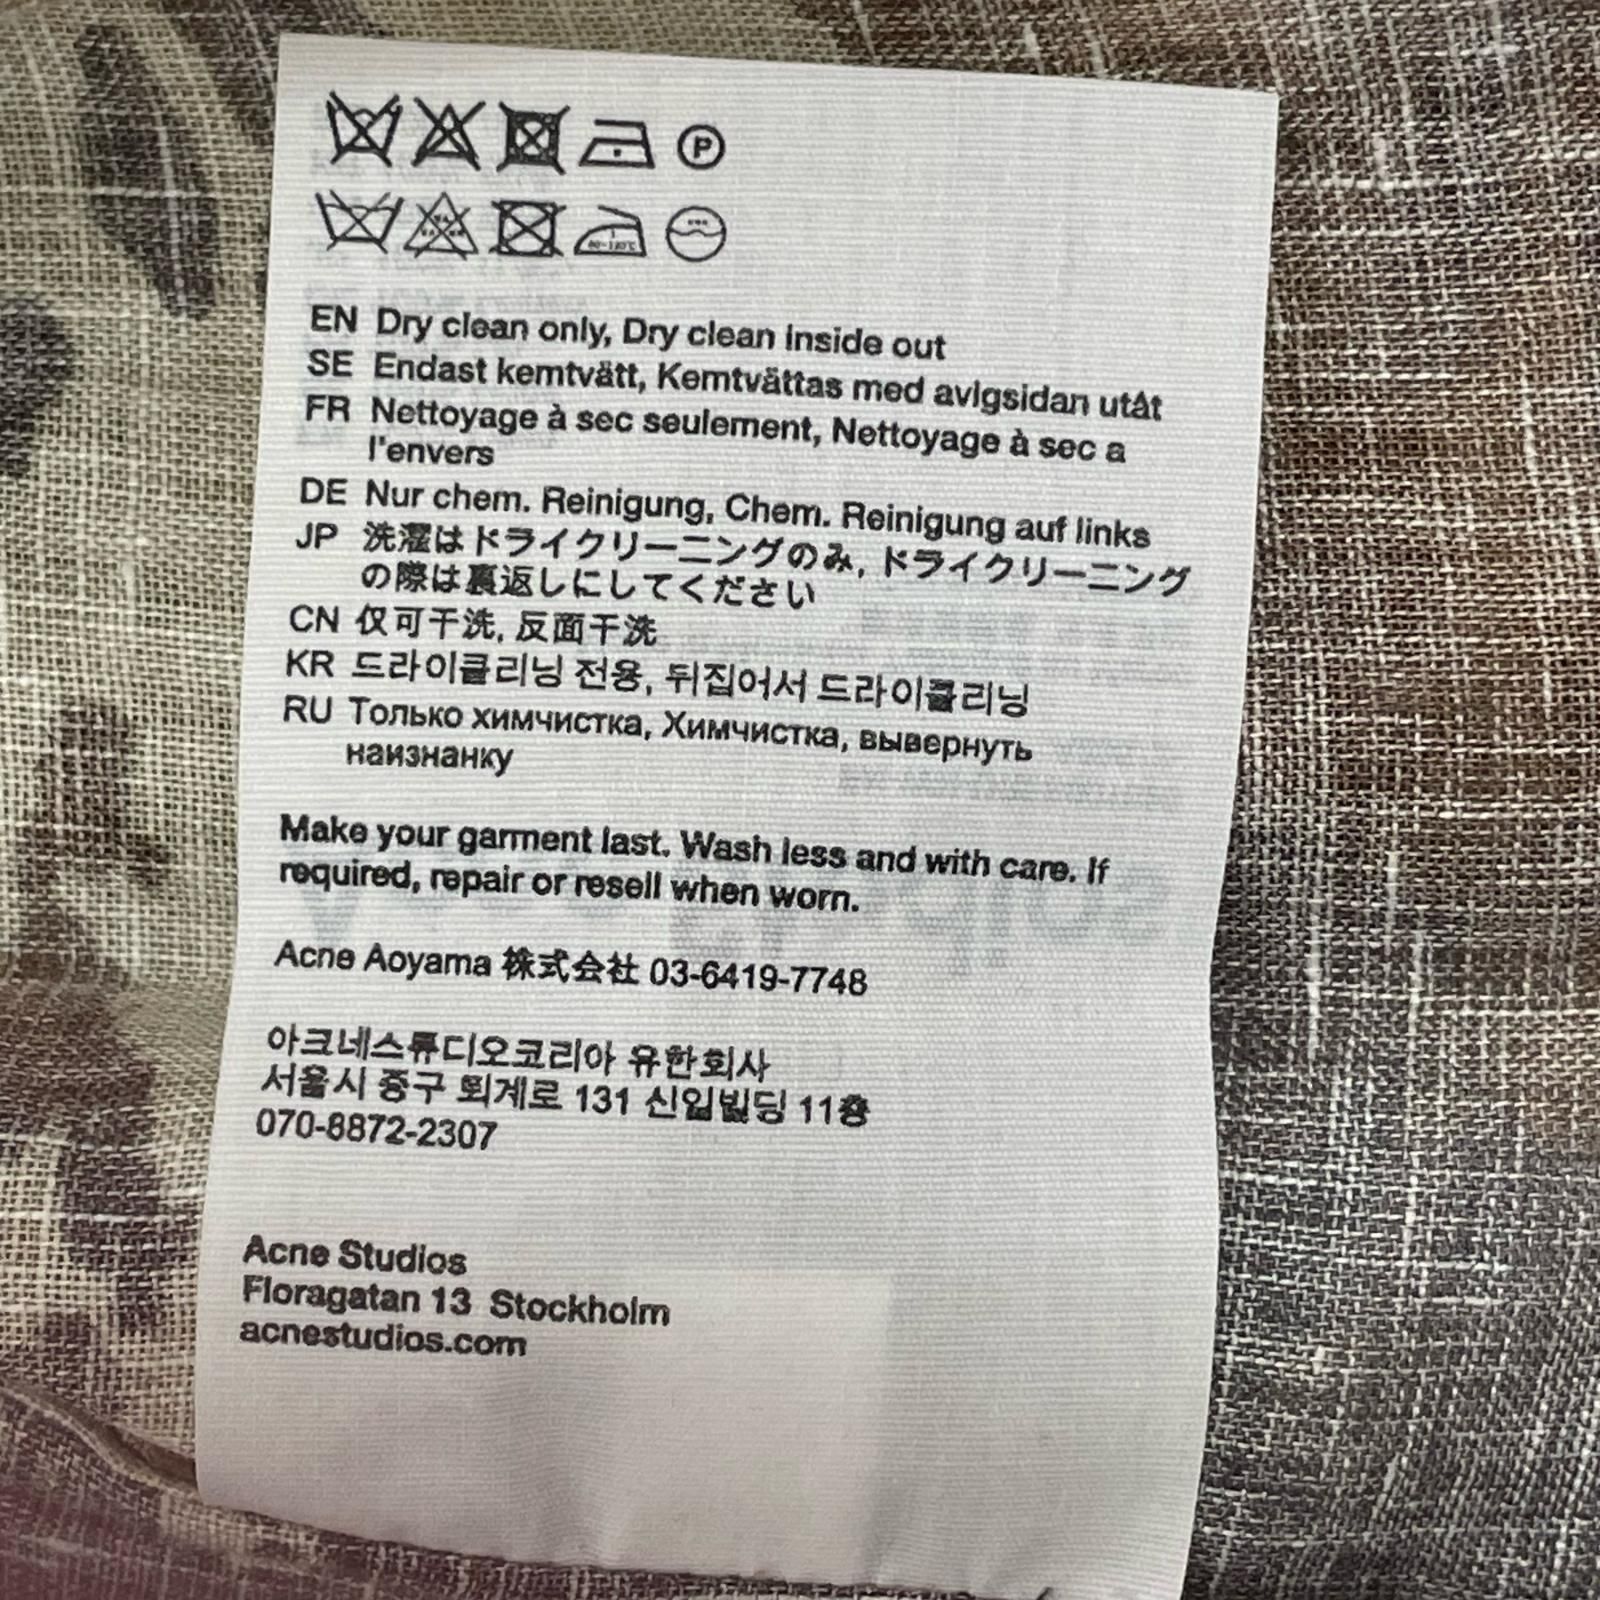 P
EN Dry clean only, Dry clean inside out
SE Endast kemtvätt, Kemtvättas med avigsidan utåt
FR Nettoyage à sec seulement, Nettoyage à sec a
l'envers
DE Nur chem. Reinigung, Chem. Reinigung auf links
JP 洗濯はドライクリーニングのみ, ドライクリーニング
の際は裏返しにしてください
CN 仅可干洗, 反面干洗
KR 드라이클리닝 전용, 뒤집어서 드라이클리닝
RU Только химчистка, Химчистка, вывернуть
наизнанку
Make your garment last. Wash less and with care. If
required, repair or resell when worn.
Acne Aoyama 株式会社 03-6419-7748
아크네스튜디오코리아 유한회사
서울시 중구 퇴계로 131 신일빌딩 11층
070-8872-2307
Acne Studios
Floragatan 13 Stockholm
acnestudios.com